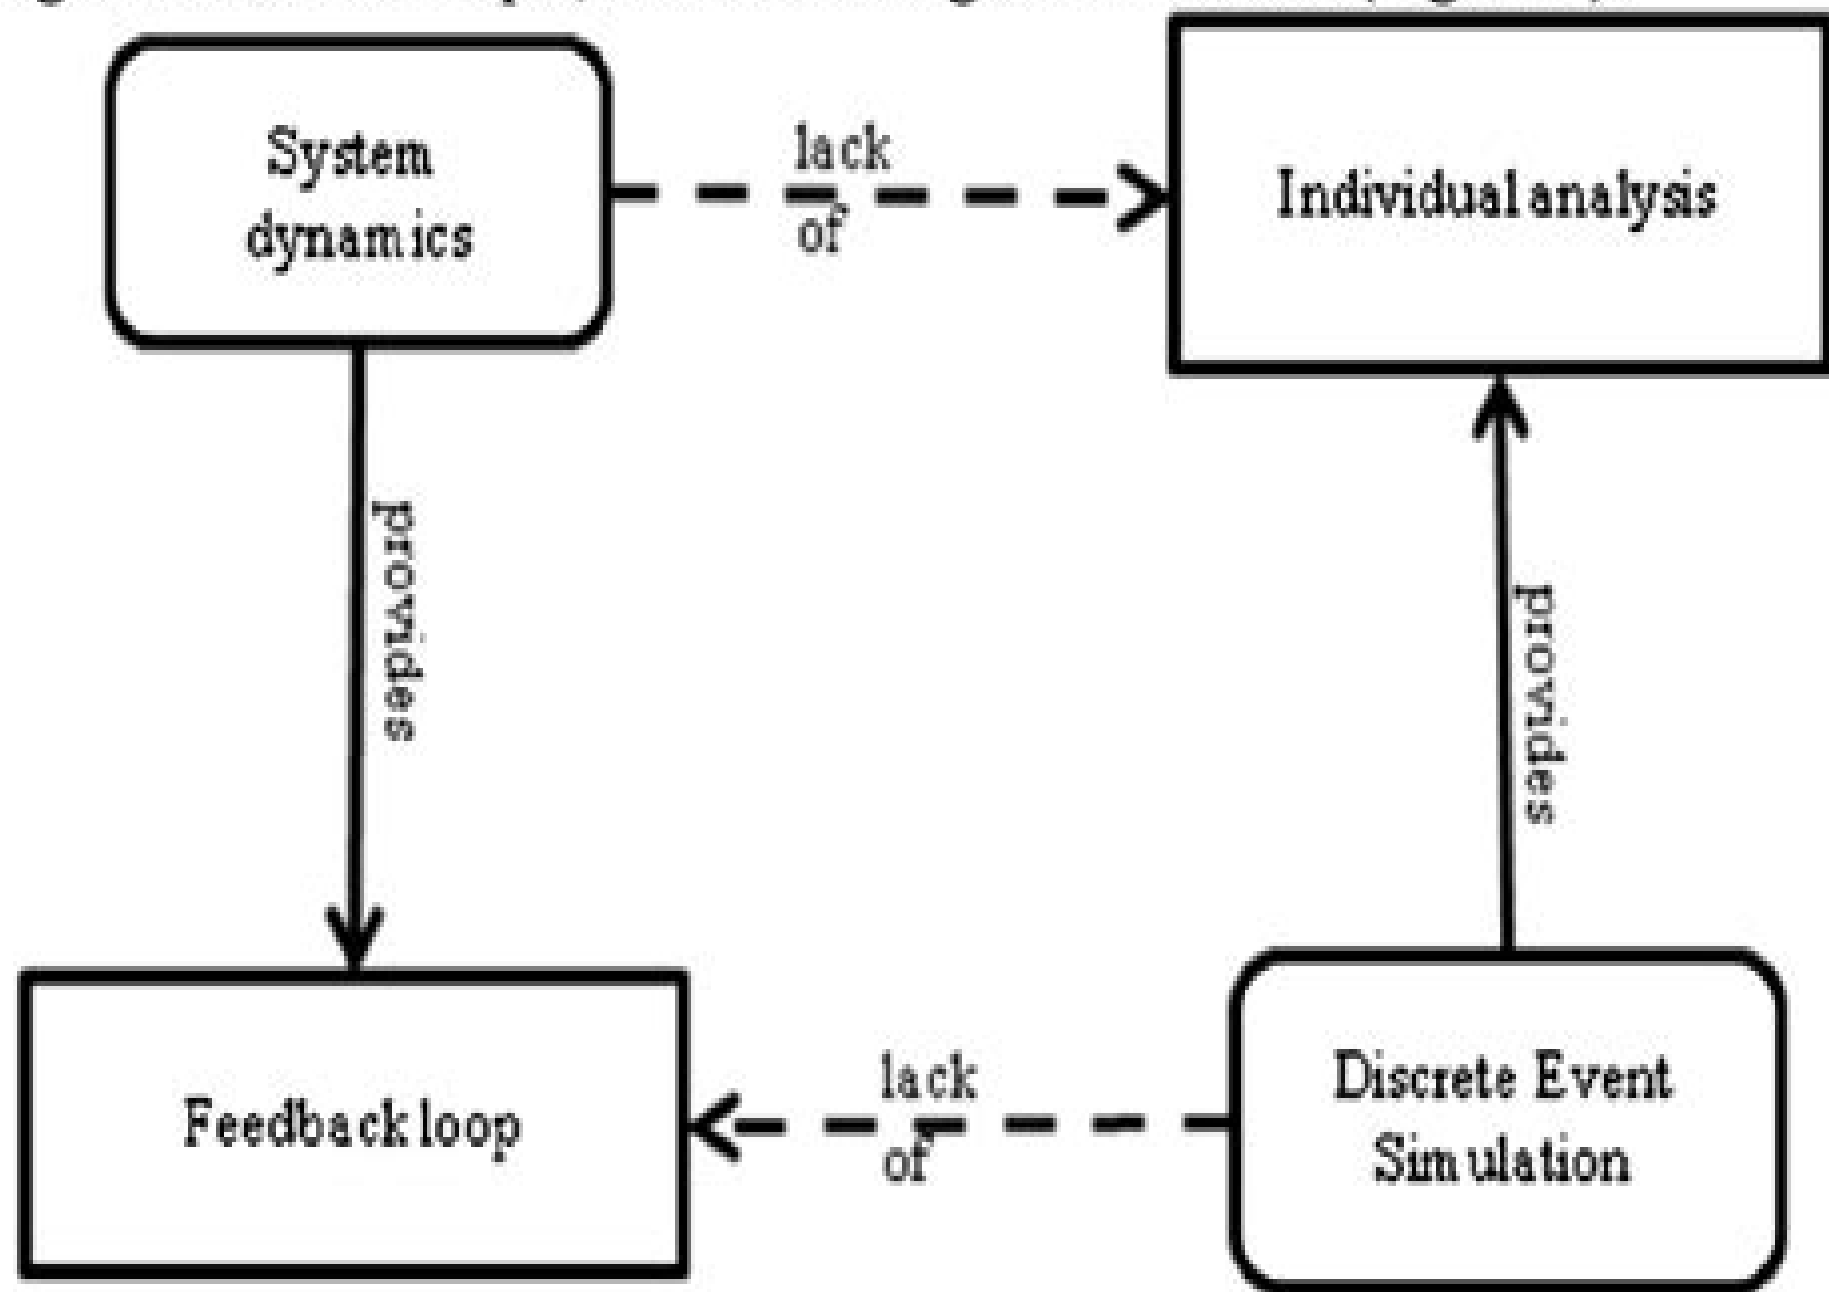 System
dynamics
lack
of
Individual analysis
provides
provides
Feedback loop
lack
of
Discrete Event
Simulation